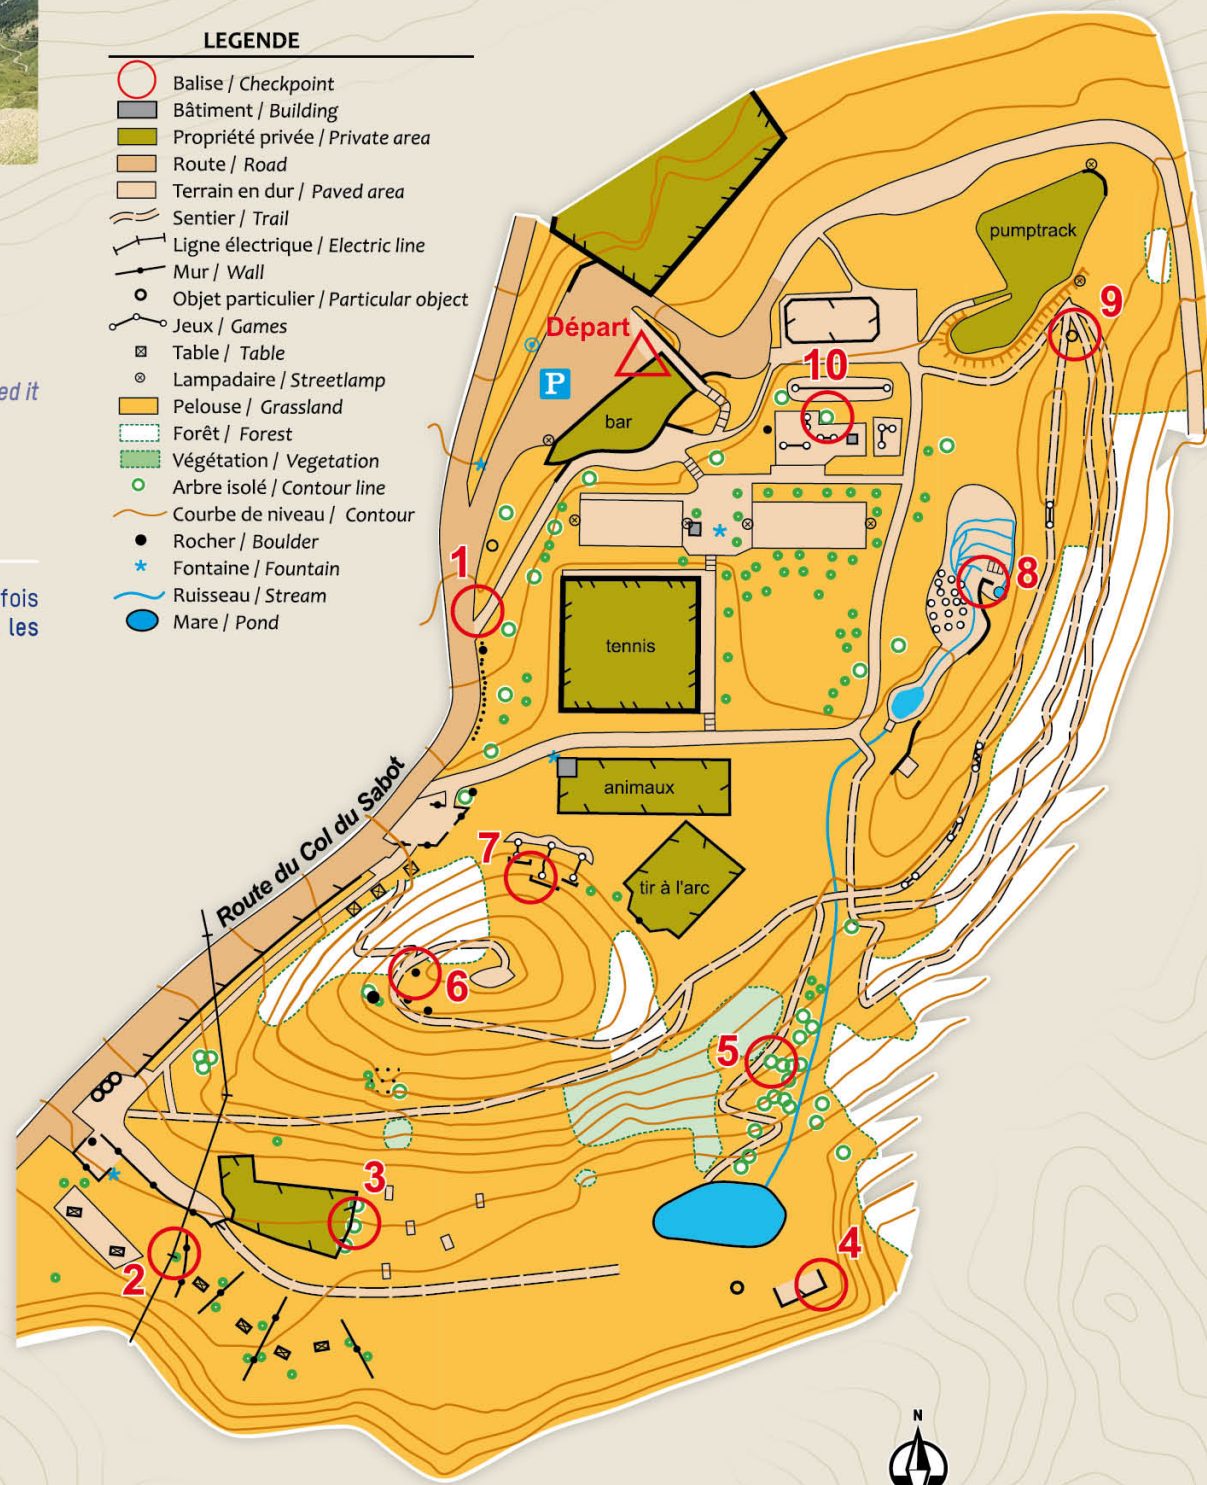 LEGENDE
Balise / Checkpoint
Bâtiment / Building
Propriété privée / Private area
Route / Road
Terrain en dur / Paved area
Sentier / Trail
Ligne électrique / Electric line
Mur / Wall
Objet particulier / Particular object
Jeux / Games
Table / Table
Lampadaire / Streetlamp
Pelouse / Grassland
Forêt / Forest
Végétation / Vegetation
Arbre isolé / Contour line
Courbe de niveau / Contour
Rocher / Boulder
Fontaine / Fountain
Ruisseau / Stream
Mare / Pond
ed it
fois
les
pumptrack
Départ
P
bar
9
10
1
8
tennis
animaux
Route du Col du Sabot
7
tir à l'arc
6
5
3
2
4
N